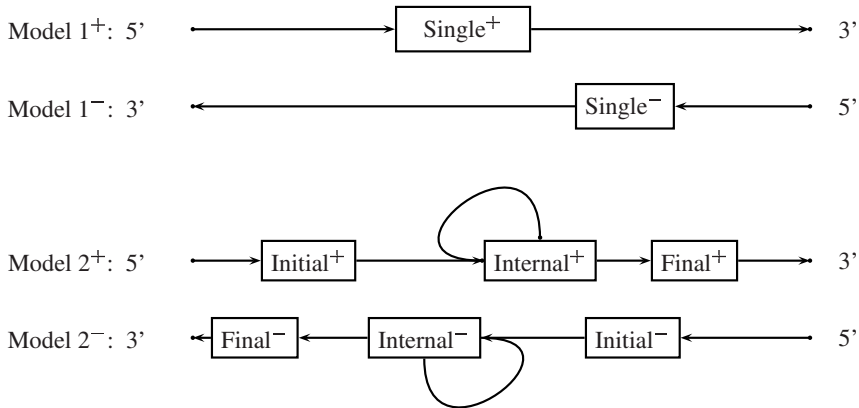 Model 1⁺: 5’ Single⁺ 3’
Model 1⁻: 3’ Single⁻ 5’
Model 2⁺: 5’ Initial⁺ Internal⁺ Final⁺ 3’
Model 2⁻: 3’ Final⁻ Internal⁻ Initial⁻ 5’